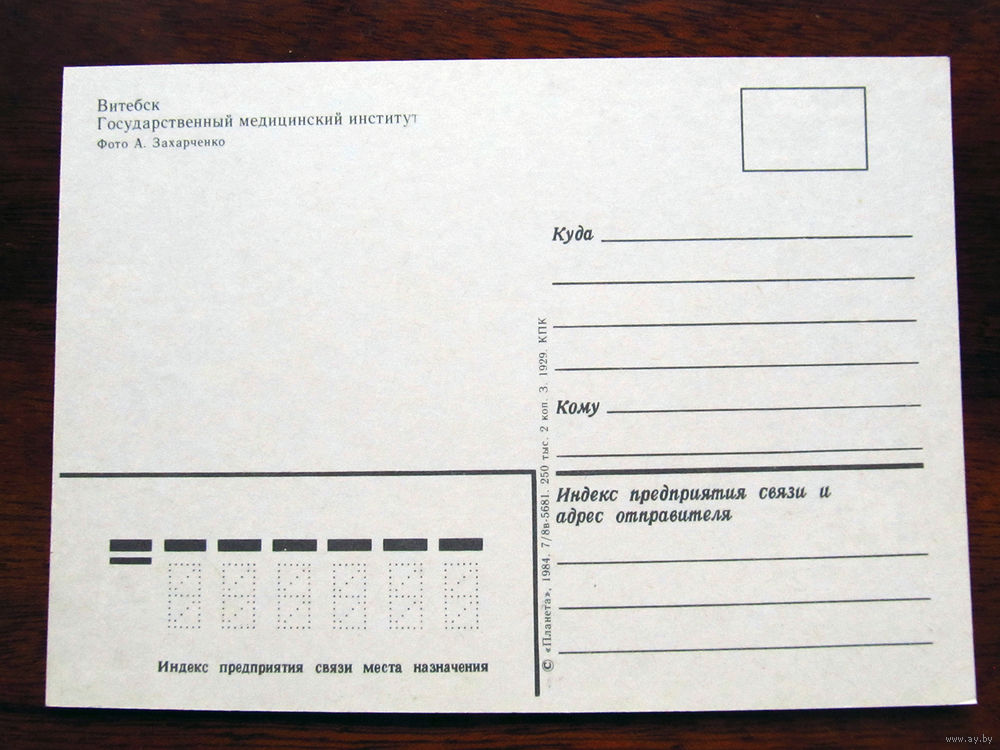 Витебск
Государственный медицинский институт
Фото А. Захарченко
Куда
Кому
Индекс предприятия связи и
адрес отправителя
© «Планета», 1984. 7/8в-5681. 250 тыс. 2 коп. З. 1929. КПК
Индекс предприятия связи места назначения
www.ay.by